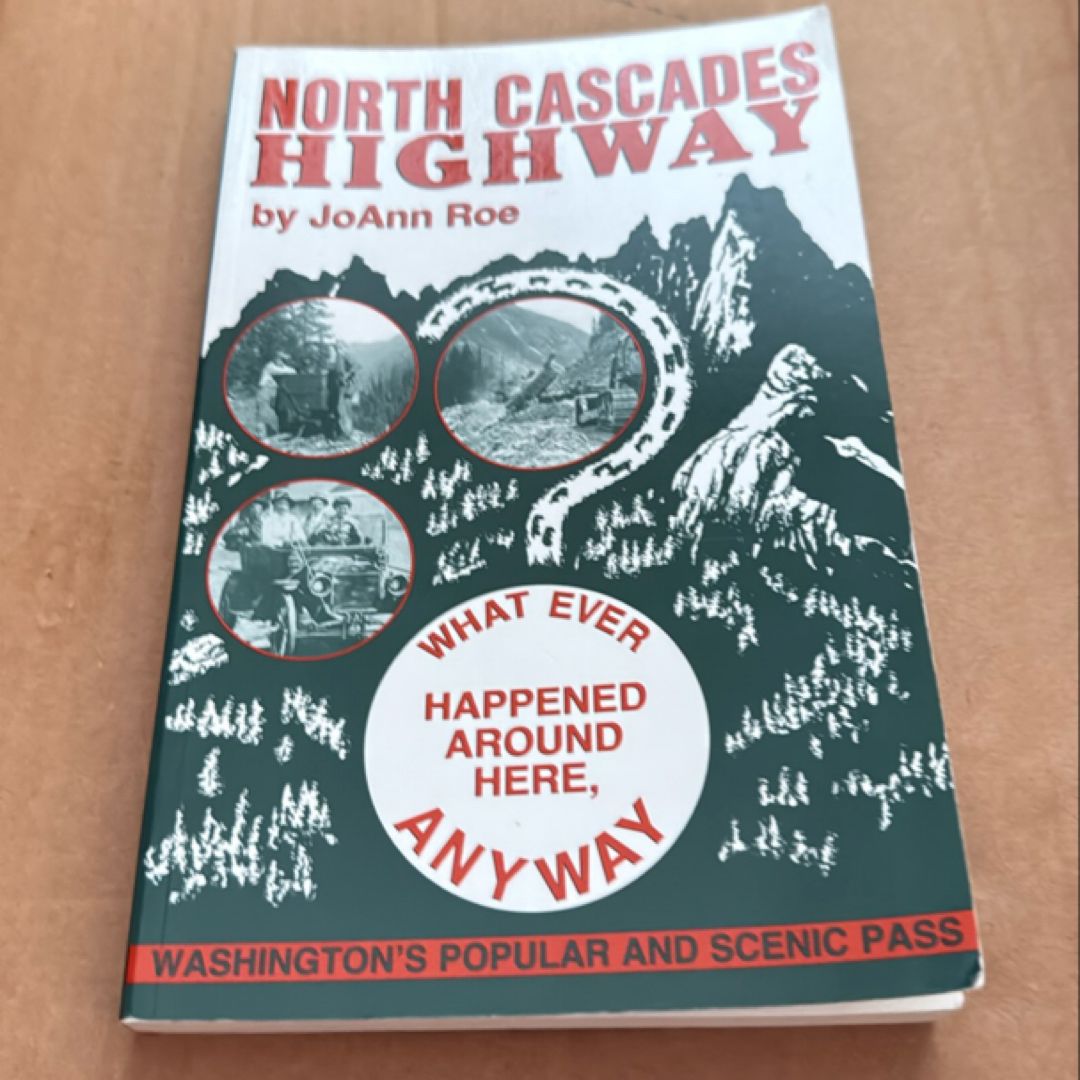 NORTH CASCADES
HIGHWAY
by JoAnn Roe
WHAT EVER
HAPPENED
AROUND
HERE,
ANYWAY
WASHINGTON'S POPULAR AND SCENIC PASS